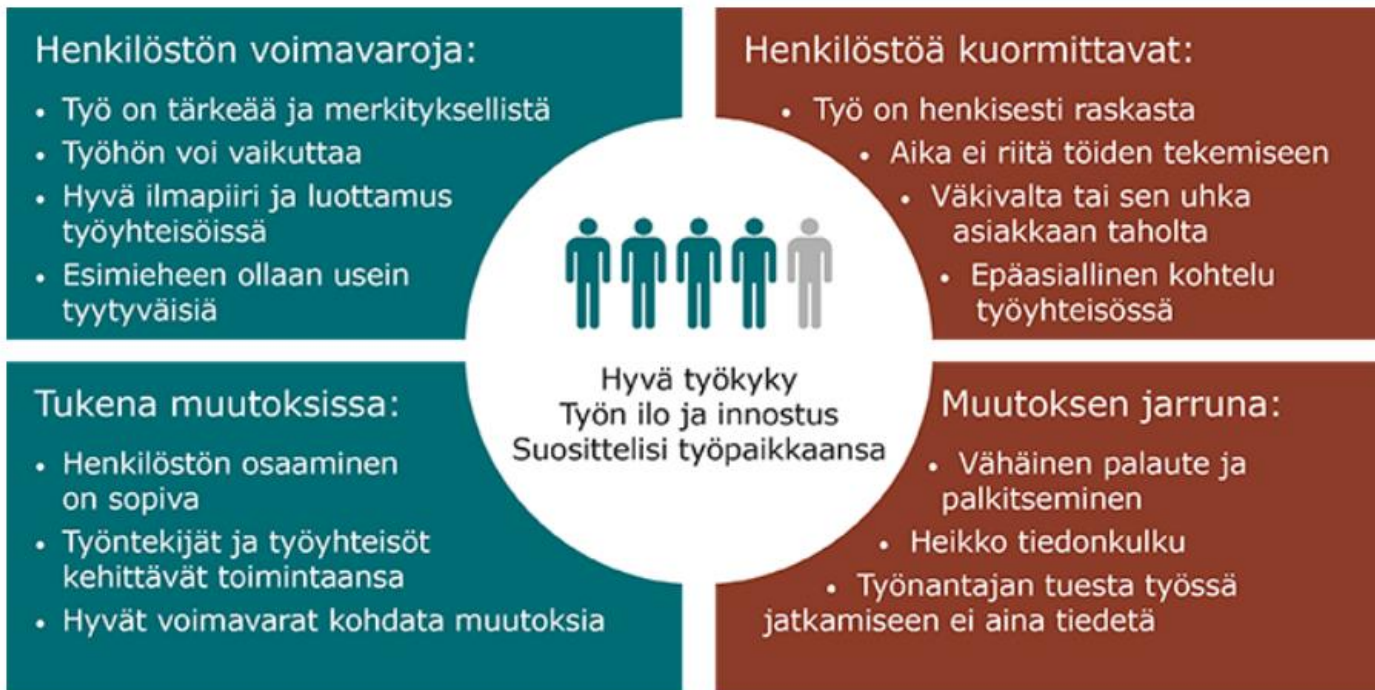 Henkilöstön voimavaroja:
• Työ on tärkeää ja merkityksellistä
• Työhön voi vaikuttaa
• Hyvä ilmapiiri ja luottamus
työyhteisöissä
• Esimieheen ollaan usein
tyytyväisiä
Henkilöstöä kuormittavat:
• Työ on henkisesti raskasta
• Aika ei riitä töiden tekemiseen
• Väkivalta tai sen uhka
asiakkaan taholta
• Epäasiallinen kohtelu
työyhteisössä
Hyvä työkyky
Työn ilo ja innostus
Suosittelisi työpaikkaansa
Tukena muutoksissa:
• Henkilöstön osaaminen
on sopiva
• Työntekijät ja työyhteisöt
kehittävät toimintaansa
• Hyvät voimavarat kohdata muutoksia
Muutoksen jarruna:
• Vähäinen palaute ja
palkitseminen
• Heikko tiedonkulku
• Työnantajan tuesta työssä
jatkamiseen ei aina tiedetä